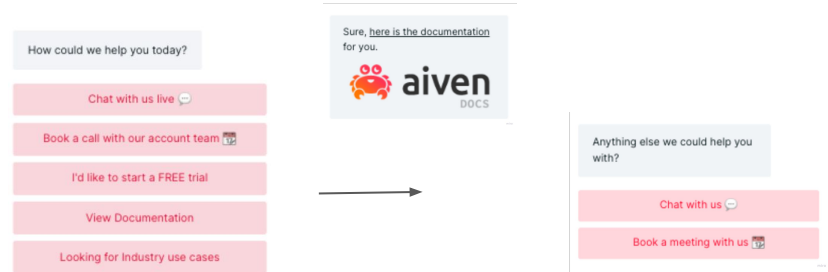 How could we help you today?
Chat with us live 💬
Book a call with our account team 📆
I'd like to start a FREE trial
View Documentation
Looking for Industry use cases
Sure, here is the documentation
for you.
aiven
DOCS
Anything else we could help you
with?
Chat with us 💬
Book a meeting with us 📆